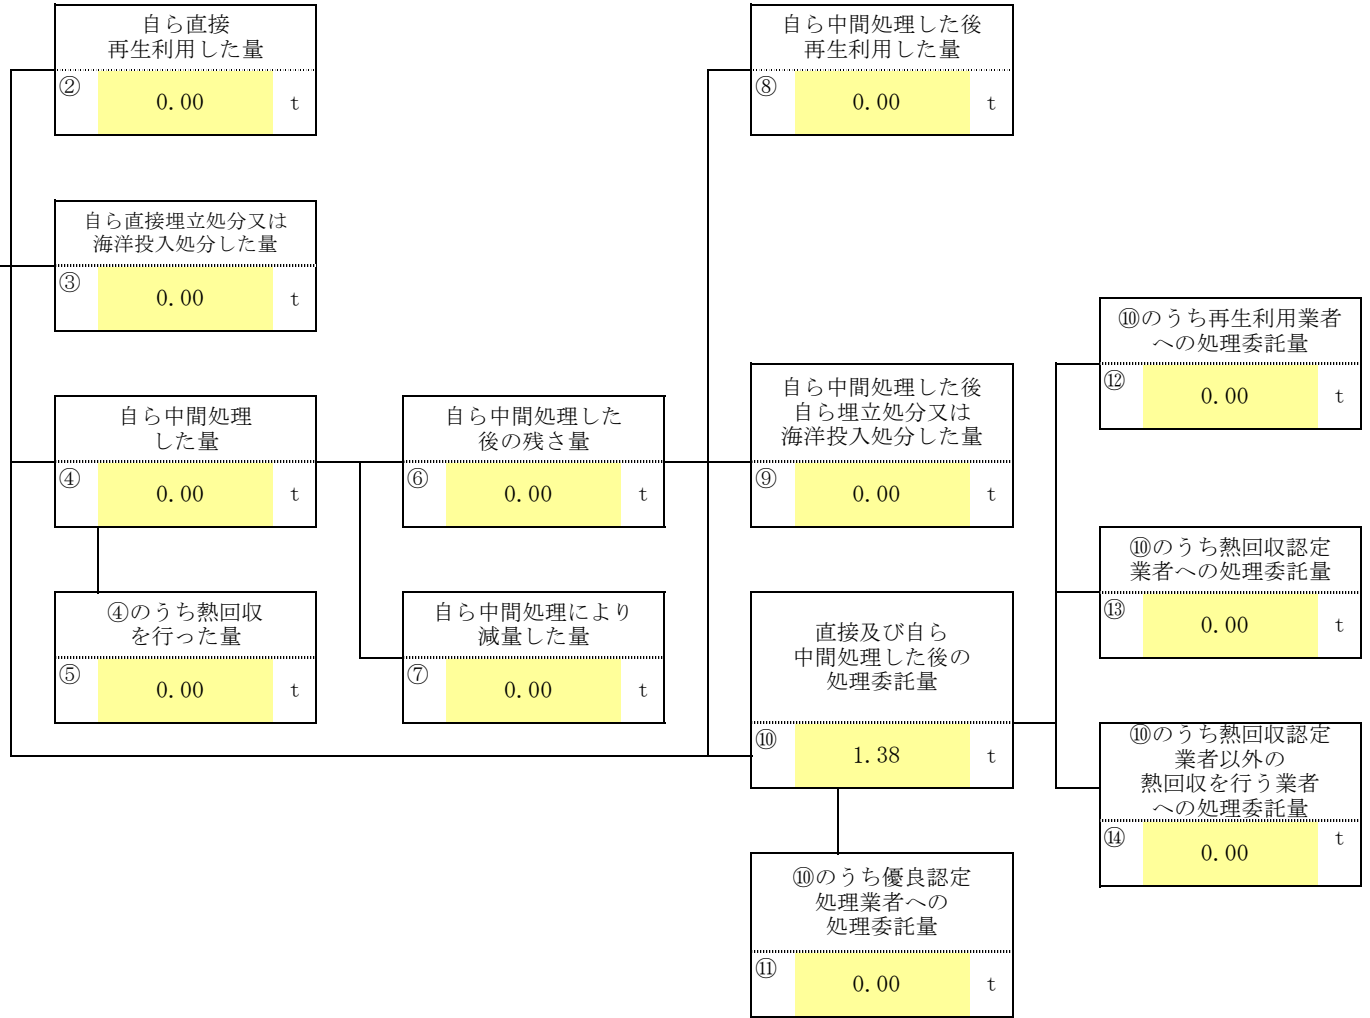 自ら直接
再生利用した量
②
0.00 t
自ら直接埋立処分又は
海洋投入処分した量
③
0.00 t
自ら中間処理
した量
④
0.00 t
④のうち熱回収
を行った量
⑤
0.00 t
自ら中間処理した
後の残さ量
⑥
0.00 t
自ら中間処理により
減量した量
⑦
0.00 t
自ら中間処理した後
再生利用した量
⑧
0.00 t
自ら中間処理した後
自ら埋立処分又は
海洋投入処分した量
⑨
0.00 t
直接及び自ら
中間処理した後の
処理委託量
⑩
1.38 t
⑩のうち優良認定
処理業者への
処理委託量
⑪
0.00 t
⑩のうち再生利用業者
への処理委託量
⑫
0.00 t
⑩のうち熱回収認定
業者への処理委託量
⑬
0.00 t
⑩のうち熱回収認定
業者以外の
熱回収を行う業者
への処理委託量
⑭
0.00 t